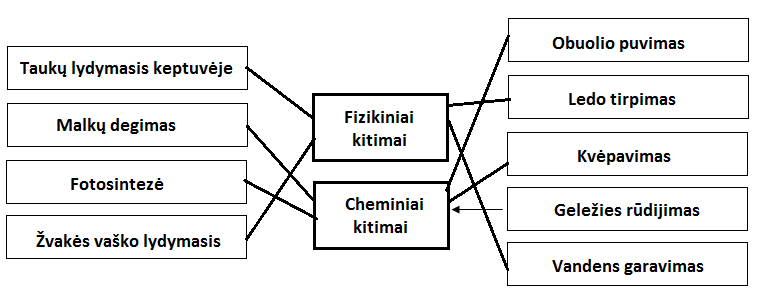 Taukų lydymasis keptuvėje
Malkų degimas
Fotosintezė
Žvakės vaško lydymasis
Fizikiniai
kitimai
Cheminiai
kitimai
Obuolio puvimas
Ledo tirpimas
Kvėpavimas
Geležies rūdijimas
Vandens garavimas